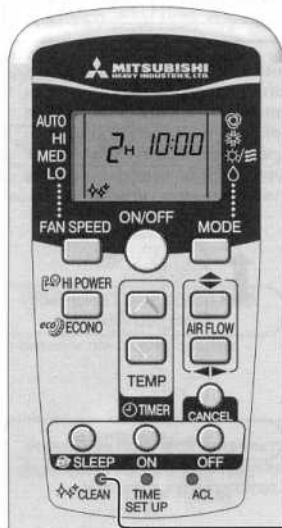 MITSUBISHI
HEAVY INDUSTRIES, LTD.
AUTO
HI
MED
LO
2H 10:00
FAN SPEED
ON/OFF
MODE
HI POWER
eco ECONO
AIR FLOW
TEMP
TIMER
CANCEL
SLEEP
ON
OFF
CLEAN
TIME
SET UP
ACL